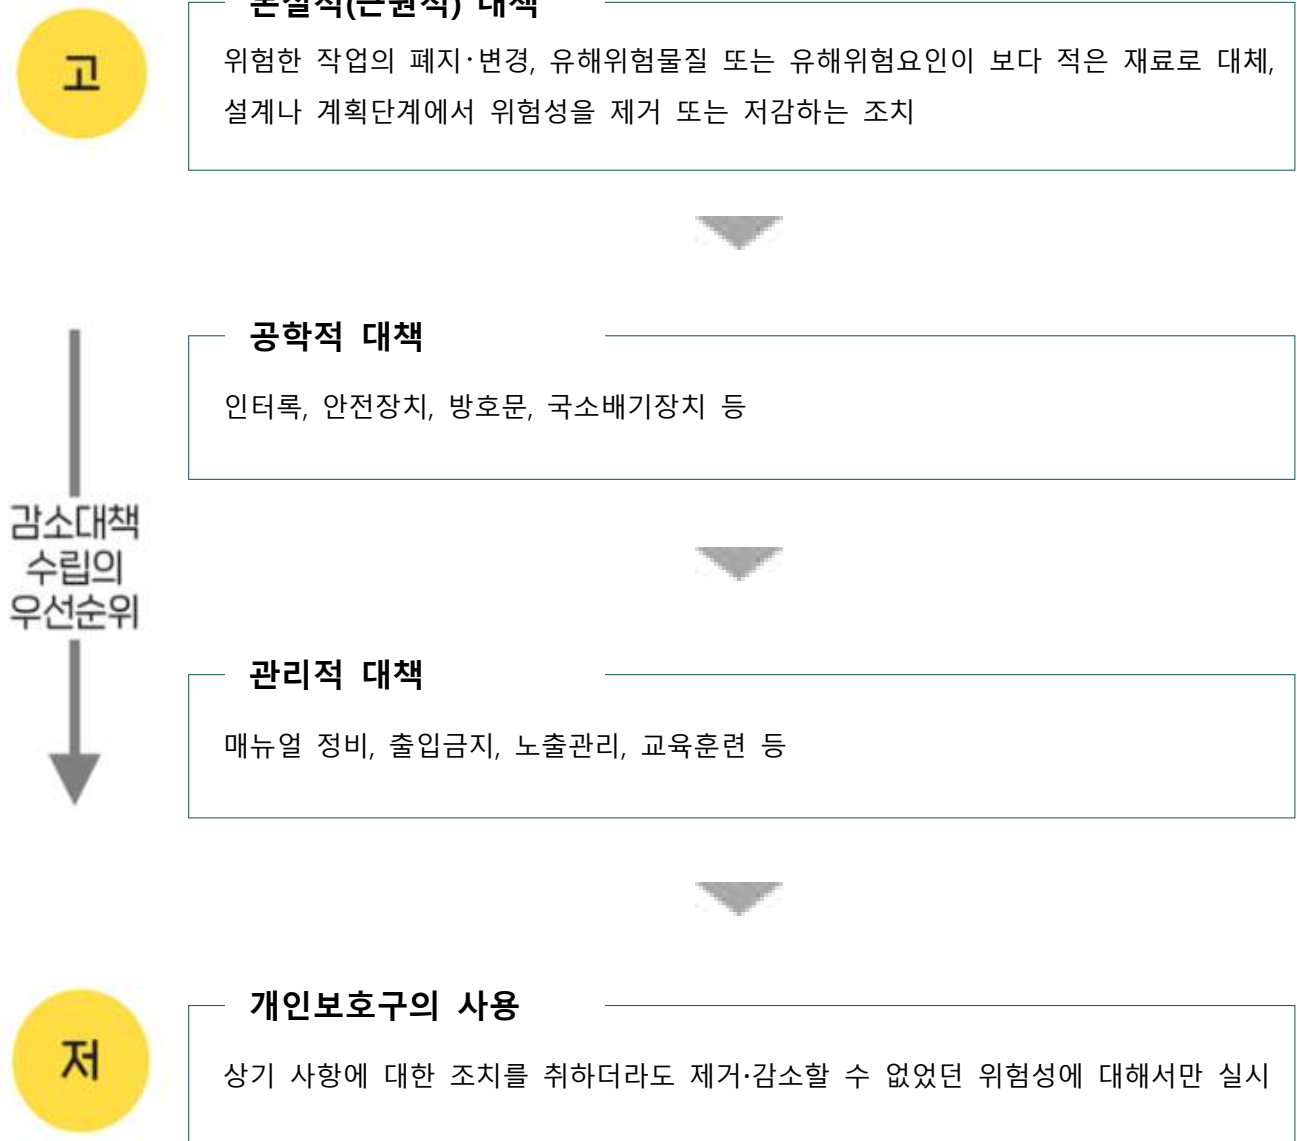 고
본질적(근원적) 대책
위험한 작업의 폐지·변경, 유해위험물질 또는 유해위험요인이 보다 적은 재료로 대체,
설계나 계획단계에서 위험성을 제거 또는 저감하는 조치
공학적 대책
인터록, 안전장치, 방호문, 국소배기장치 등
감소대책
수립의
우선순위
관리적 대책
매뉴얼 정비, 출입금지, 노출관리, 교육훈련 등
저
개인보호구의 사용
상기 사항에 대한 조치를 취하더라도 제거·감소할 수 없었던 위험성에 대해서만 실시